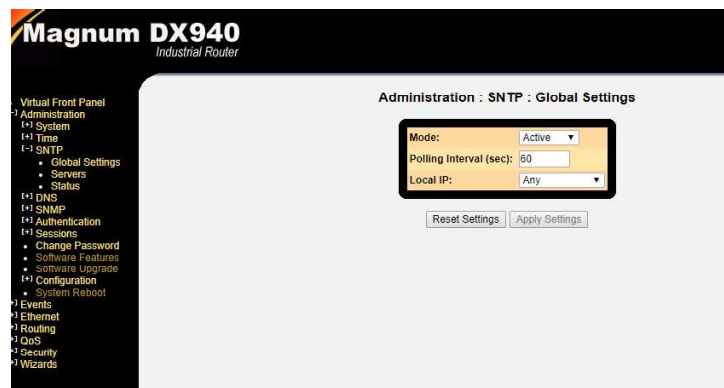 Magnum DX940
Industrial Router
Virtual Front Panel
Administration
[+] System
[+] Time
[-] SNTP
• Global Settings
• Servers
• Status
[+] DNS
[+] SNMP
[+] Authentication
[+] Sessions
• Change Password
• Software Features
• Software Upgrade
[+] Configuration
• System Reboot
Events
Ethernet
Routing
QoS
Security
Wizards
Administration : SNTP : Global Settings
Mode: Active
Polling Interval (sec): 60
Local IP: Any
Reset Settings Apply Settings